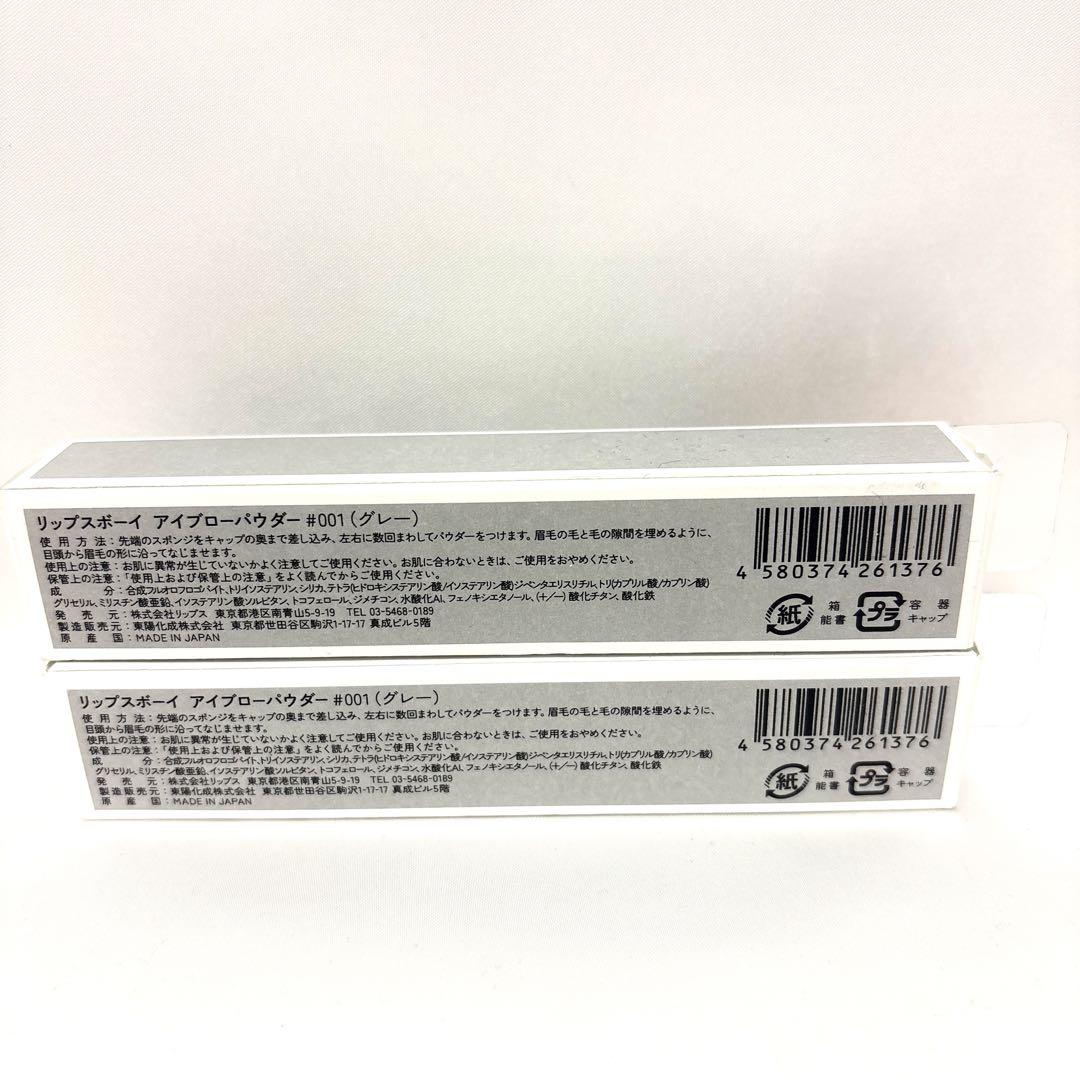 リップスボーイ アイブローパウダー #001（グレー）
使用方法：先端のスポンジをキャップの奥まで差し込み、左右に数回まわしてパウダーをつけます。眉毛の毛と毛の隙間を埋めるように、
目頭から眉毛の形に沿ってなじませます。
使用上の注意：お肌に異常が生じていないかよく注意してご使用ください。お肌に合わないときは、ご使用をおやめください。
保管上の注意：「使用上および保管上の注意」をよく読んでからご使用ください。
成分：合成フルオロフロゴパイト、トリイソステアリン、シリカ、テトラ(ヒドロキシステアリン酸/イソステアリン酸)ジペンタエリスリチル、トリ(カプリル酸/カプリン酸)
グリセリル、ミリスチン酸亜鉛、イソステアリン酸ソルビタン、トコフェロール、ジメチコン、水酸化Al、フェノキシエタノール、(+/−) 酸化チタン、酸化鉄
発売元：株式会社リップス 東京都港区南青山5-9-19 TEL 03-5468-0189
製造販売元：東陽化成株式会社 東京都世田谷区駒沢1-17-17 真成ビル5階
原産国：MADE IN JAPAN
4 580374 261376
紙 箱 能書 プラ 容器 キャップ
リップスボーイ アイブローパウダー #001（グレー）
使用方法：先端のスポンジをキャップの奥まで差し込み、左右に数回まわしてパウダーをつけます。眉毛の毛と毛の隙間を埋めるように、
目頭から眉毛の形に沿ってなじませます。
使用上の注意：お肌に異常が生じていないかよく注意してご使用ください。お肌に合わないときは、ご使用をおやめください。
保管上の注意：「使用上および保管上の注意」をよく読んでからご使用ください。
成分：合成フルオロフロゴパイト、トリイソステアリン、シリカ、テトラ(ヒドロキシステアリン酸/イソステアリン酸)ジペンタエリスリチル、トリ(カプリル酸/カプリン酸)
グリセリル、ミリスチン酸亜鉛、イソステアリン酸ソルビタン、トコフェロール、ジメチコン、水酸化Al、フェノキシエタノール、(+/−) 酸化チタン、酸化鉄
発売元：株式会社リップス 東京都港区南青山5-9-19 TEL 03-5468-0189
製造販売元：東陽化成株式会社 東京都世田谷区駒沢1-17-17 真成ビル5階
原産国：MADE IN JAPAN
4 580374 261376
紙 箱 能書 プラ 容器 キャップ